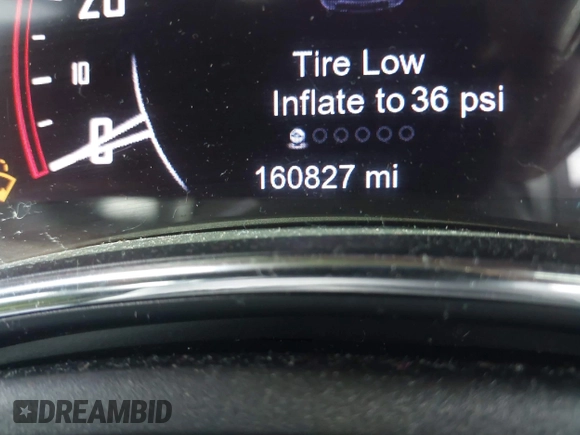 20
10
0
Tire Low
Inflate to 36 psi
160827 mi
DREAMBID